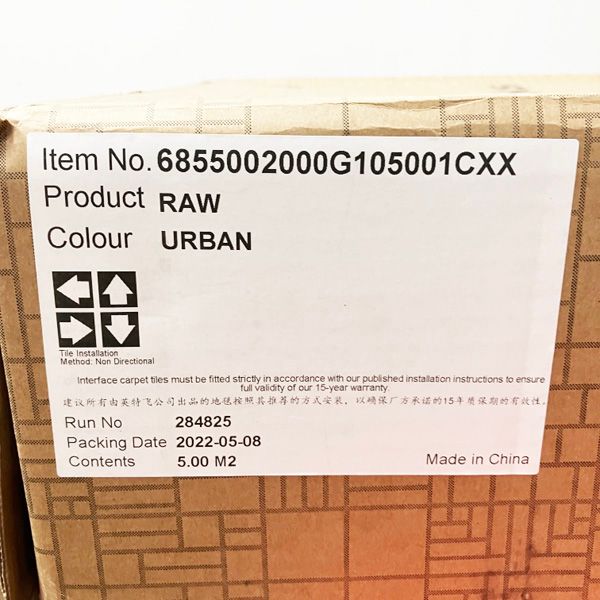 Item No. 6855002000G105001CXX
Product RAW
Colour URBAN
Tile Installation
Method: Non Directional
Interface carpet tiles must be fitted strictly in accordance with our published installation instructions to ensure
full validity of our 15-year warranty.
建议所有由英特飞公司出品的地毯按照其推荐的方式安装，以确保厂方承诺的15年质保期的有效性。
Run No 284825
Packing Date 2022-05-08
Contents 5.00 M2
Made in China